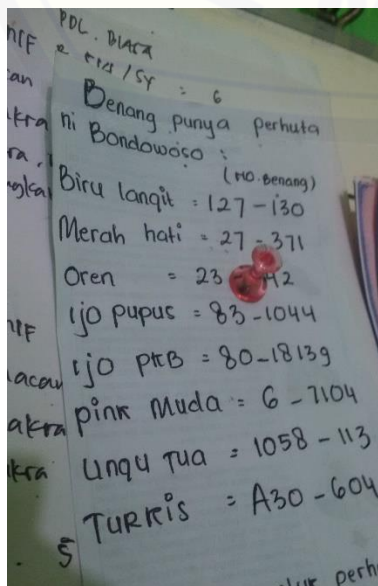 PDL. BIASA
Benang punya perhuta
ni Bondowoso :
(NO. Benang)
Biru langit = 127 - 130
Merah hati = 27 - 371
Oren = 23
ijo pupus = 83 - 1044
ijo PKB = 80 - 18139
pink Muda = 6 - 7104
ungu Tua = 1058 - 113
TURKIS = A30 - 604
5